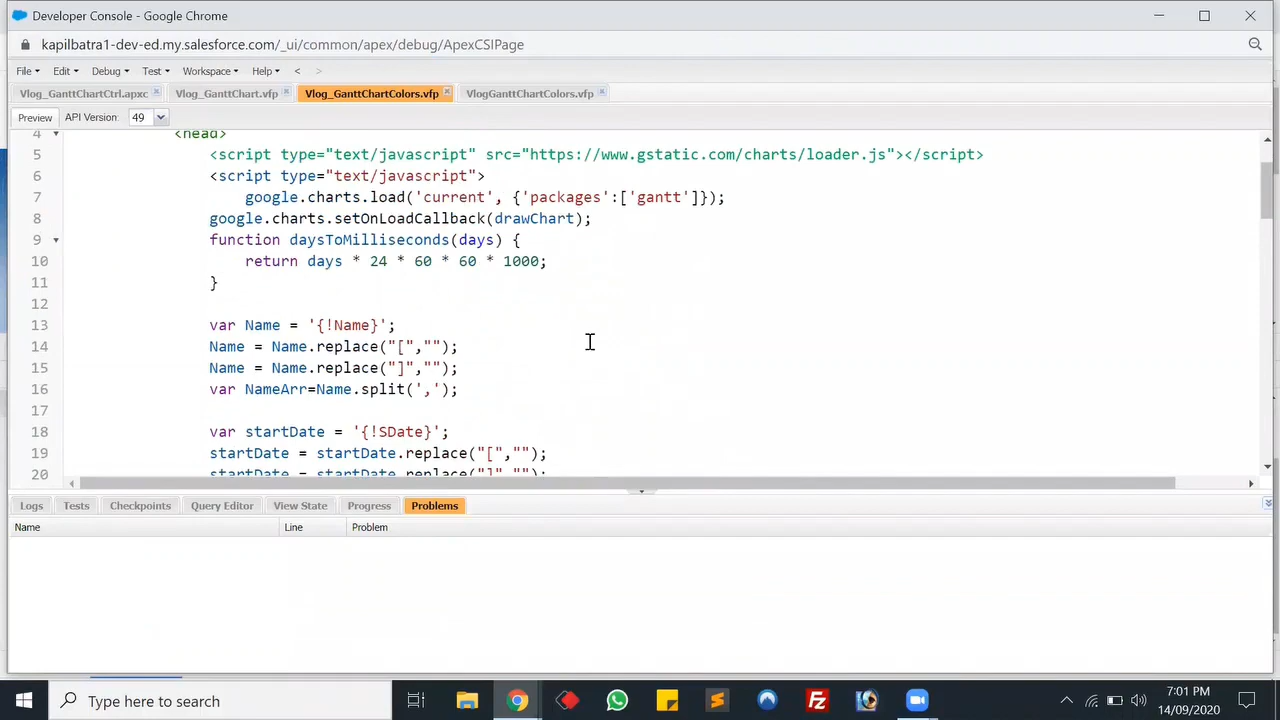 Developer Console - Google Chrome
kapilbatra1-dev-ed.my.salesforce.com/_ui/common/apex/debug/ApexCSIPage
File Edit Debug Test Workspace Help < >
Vlog_GanttChartCtrl.apxc Vlog_GanttChart.vfp Vlog_GanttChartColors.vfp VlogGanttChartColors.vfp
Preview API Version: 49
4 <head>
5 <script type="text/javascript" src="https://www.gstatic.com/charts/loader.js"></script>
6 <script type="text/javascript">
7 google.charts.load('current', {'packages':['gantt']});
8 google.charts.setOnLoadCallback(drawChart);
9 function daysToMilliseconds(days) {
10 return days * 24 * 60 * 60 * 1000;
11 }
12
13 var Name = '{!Name}';
14 Name = Name.replace("[","");
15 Name = Name.replace("]","");
16 var NameArr=Name.split(',');
17
18 var startDate = '{!SDate}';
19 startDate = startDate.replace("[","");
20 startDate = startDate.replace("]","");
Logs Tests Checkpoints Query Editor View State Progress Problems
Name Line Problem
Type here to search
7:01 PM
14/09/2020